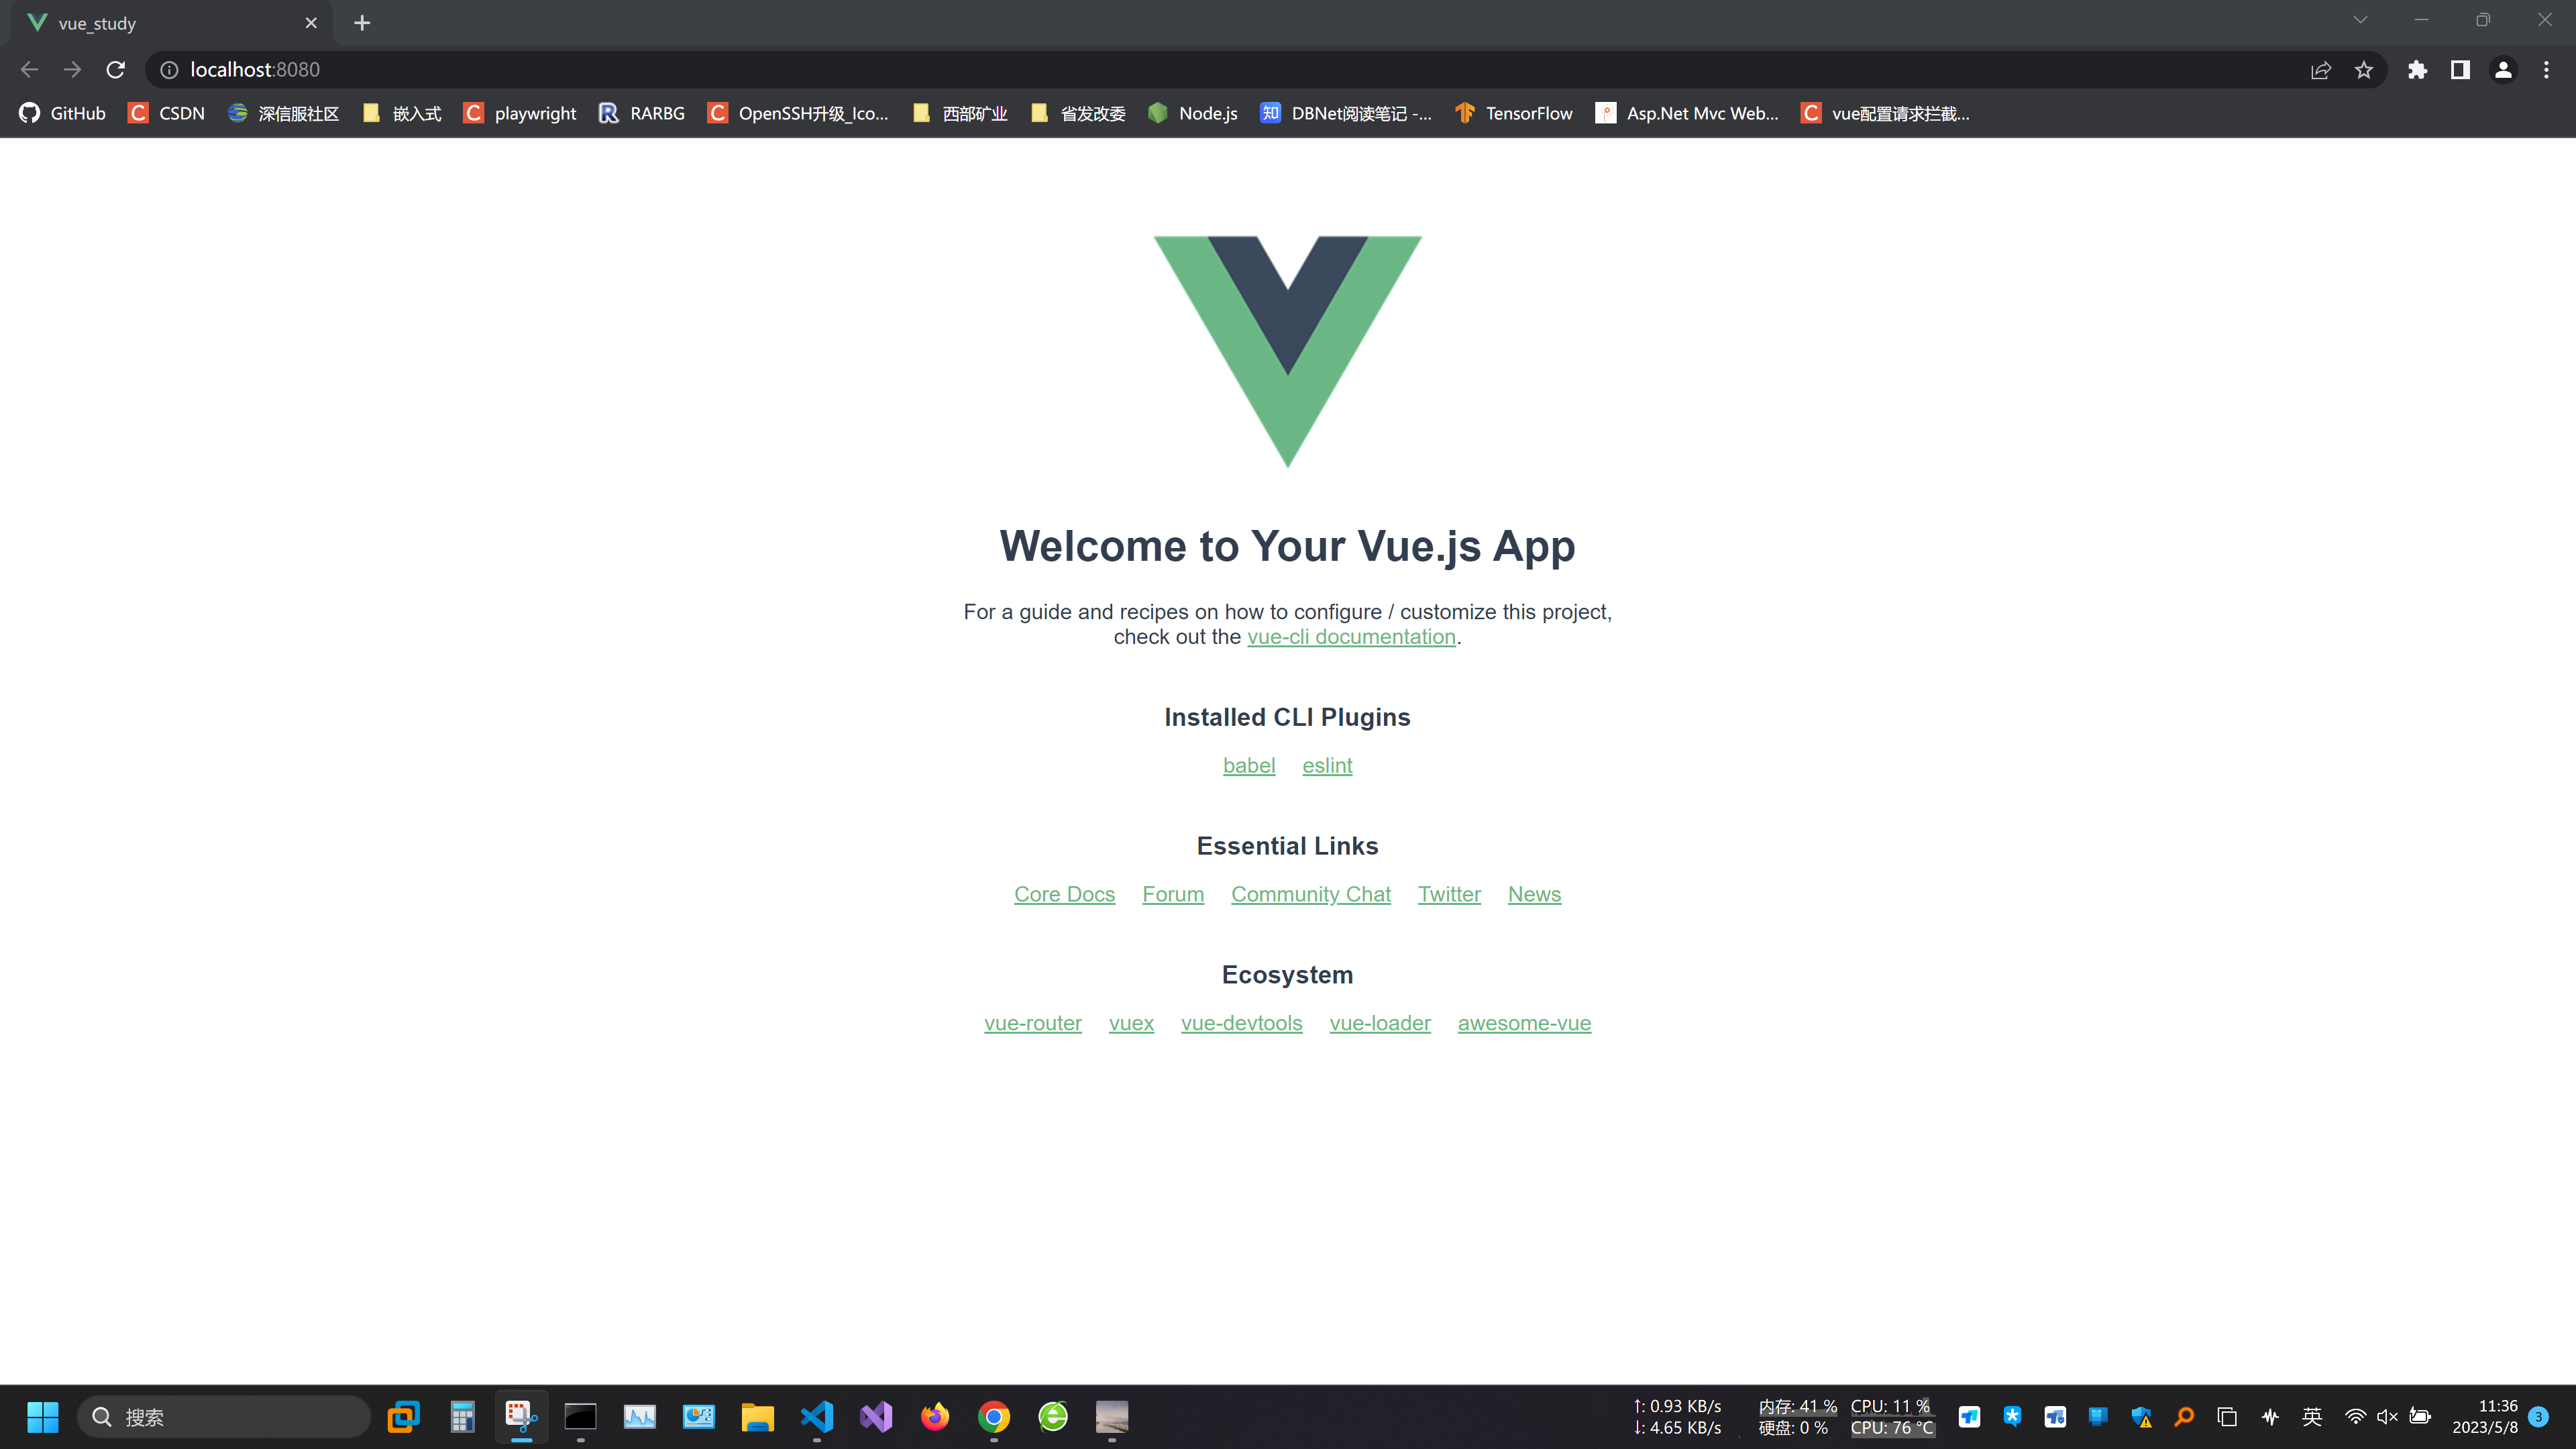 vue_study
localhost:8080
GitHub CSDN 深信服社区 嵌入式 playwright RARBG OpenSSH升级_Ico... 西部矿业 省发改委 Node.js DBNet阅读笔记 -... TensorFlow Asp.Net Mvc Web... vue配置请求拦截...
Welcome to Your Vue.js App
For a guide and recipes on how to configure / customize this project,
check out the vue-cli documentation.
Installed CLI Plugins
babel eslint
Essential Links
Core Docs Forum Community Chat Twitter News
Ecosystem
vue-router vuex vue-devtools vue-loader awesome-vue
搜索
↑: 0.93 KB/s 内存: 41 % CPU: 11 %
↓: 4.65 KB/s 硬盘: 0 % CPU: 76 °C
英
11:36
2023/5/8
3